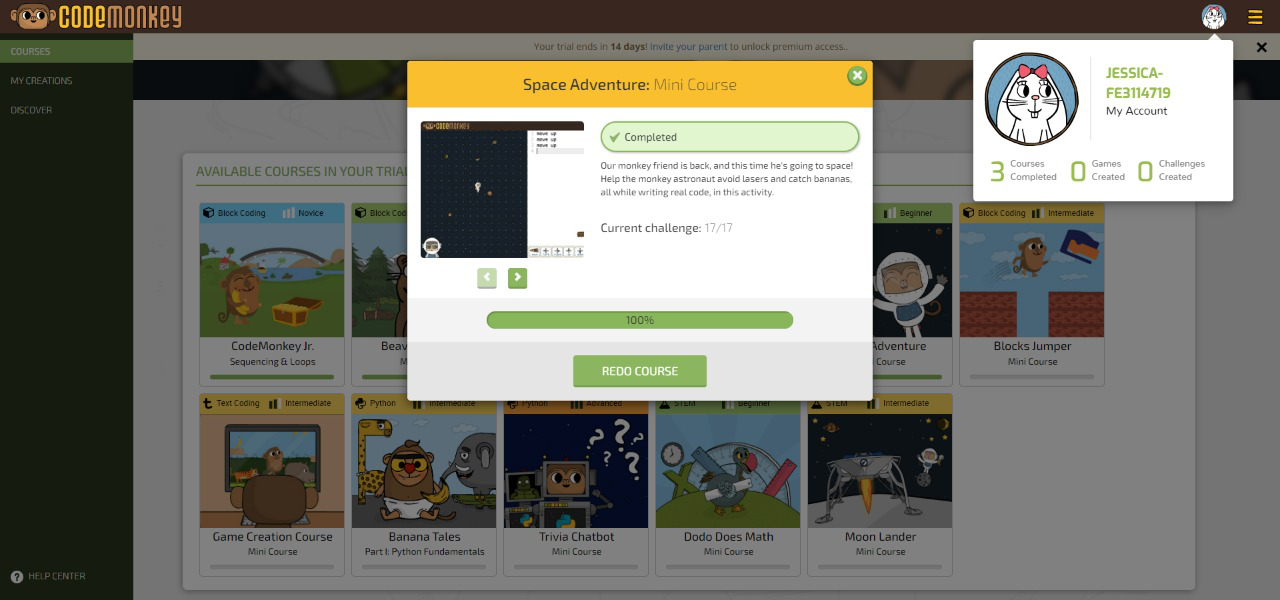 CODEMONKEY
COURSES
MY CREATIONS
DISCOVER
HELP CENTER
Your trial ends in 14 days! Invite your parent to unlock premium access..
JESSICA-
FE3114719
My Account
3 Courses Completed
0 Games Created
0 Challenges Created
Space Adventure: Mini Course
CODEMONKEY
move up
move up
move up
Completed
Our monkey friend is back, and this time he's going to space!
Help the monkey astronaut avoid lasers and catch bananas,
all while writing real code, in this activity.
Current challenge: 17/17
100%
REDO COURSE
AVAILABLE COURSES IN YOUR TRIAL
Block Coding Novice
CodeMonkey Jr.
Sequencing & Loops
Block Cod
Beav
M
Beginner
Adventure
Course
Block Coding Intermediate
Blocks Jumper
Mini Course
Text Coding Intermediate
Game Creation Course
Mini Course
Python Intermediate
Banana Tales
Part I: Python Fundamentals
Python Advanced
Trivia Chatbot
Mini Course
STEM Beginner
Dodo Does Math
Mini Course
STEM Intermediate
Moon Lander
Mini Course